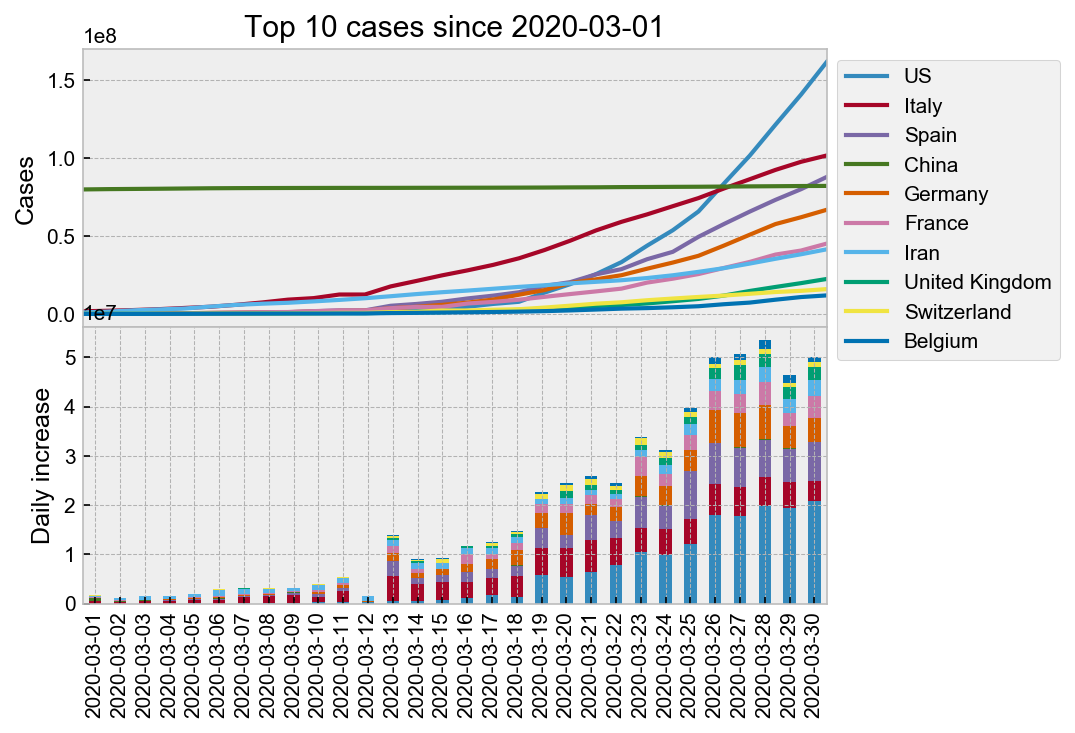 Top 10 cases since 2020-03-01
1e8
1.5
1.0
0.5
0.0
Cases
US
Italy
Spain
China
Germany
France
Iran
United Kingdom
Switzerland
Belgium
1e7
5
4
3
2
1
0
Daily increase
2020-03-01
2020-03-02
2020-03-03
2020-03-04
2020-03-05
2020-03-06
2020-03-07
2020-03-08
2020-03-09
2020-03-10
2020-03-11
2020-03-12
2020-03-13
2020-03-14
2020-03-15
2020-03-16
2020-03-17
2020-03-18
2020-03-19
2020-03-20
2020-03-21
2020-03-22
2020-03-23
2020-03-24
2020-03-25
2020-03-26
2020-03-27
2020-03-28
2020-03-29
2020-03-30